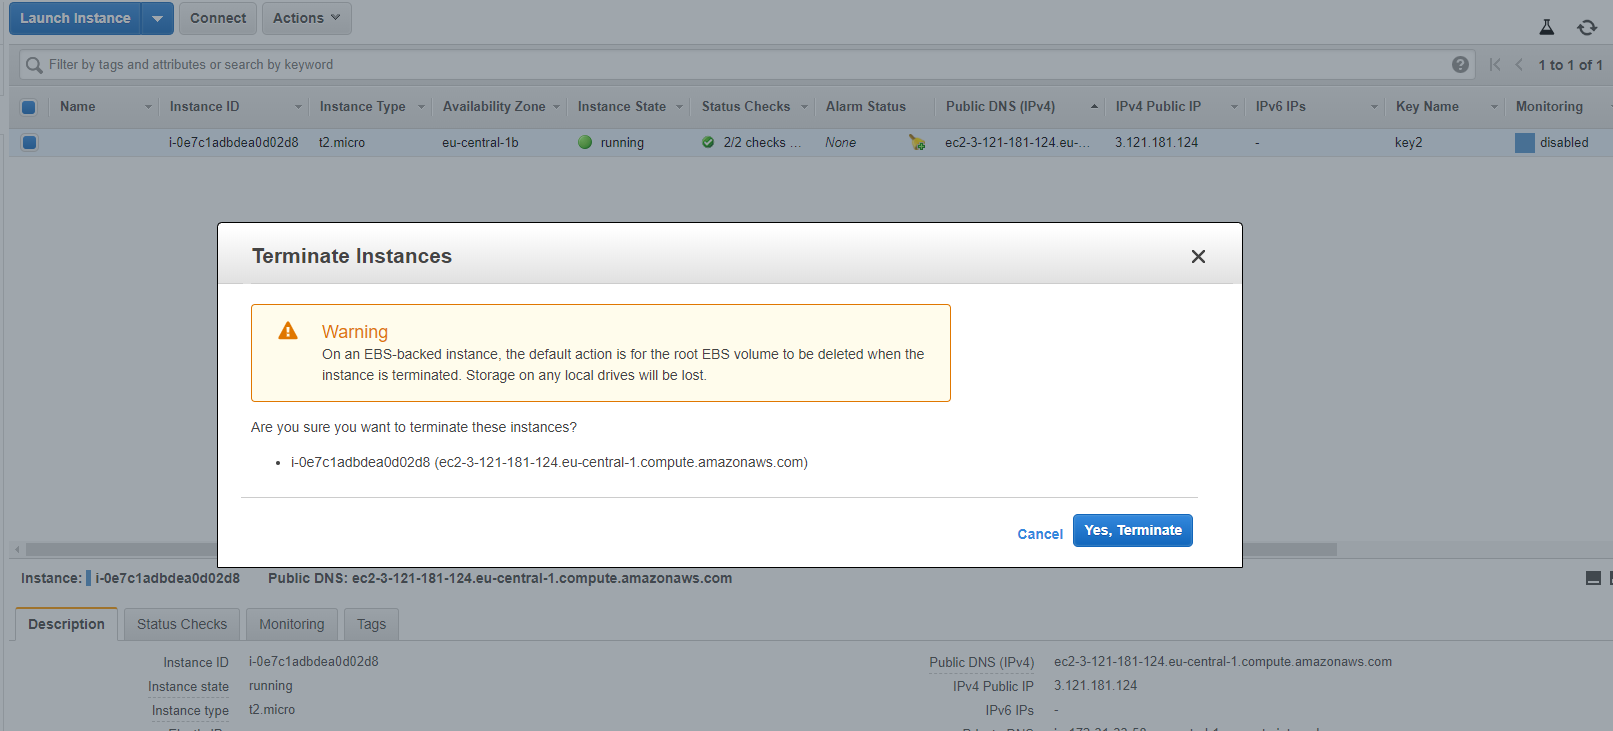 Launch Instance
Connect
Actions
Filter by tags and attributes or search by keyword
1 to 1 of 1
Name Instance ID Instance Type Availability Zone Instance State Status Checks Alarm Status Public DNS (IPv4) IPv4 Public IP IPv6 IPs Key Name Monitoring
i-0e7c1adbdea0d02d8 t2.micro eu-central-1b running 2/2 checks ... None ec2-3-121-181-124.eu-... 3.121.181.124 - key2 disabled
Terminate Instances
Warning
On an EBS-backed instance, the default action is for the root EBS volume to be deleted when the
instance is terminated. Storage on any local drives will be lost.
Are you sure you want to terminate these instances?
• i-0e7c1adbdea0d02d8 (ec2-3-121-181-124.eu-central-1.compute.amazonaws.com)
Cancel
Yes, Terminate
Instance: i-0e7c1adbdea0d02d8 Public DNS: ec2-3-121-181-124.eu-central-1.compute.amazonaws.com
Description Status Checks Monitoring Tags
Instance ID i-0e7c1adbdea0d02d8 Public DNS (IPv4) ec2-3-121-181-124.eu-central-1.compute.amazonaws.com
Instance state running IPv4 Public IP 3.121.181.124
Instance type t2.micro IPv6 IPs -